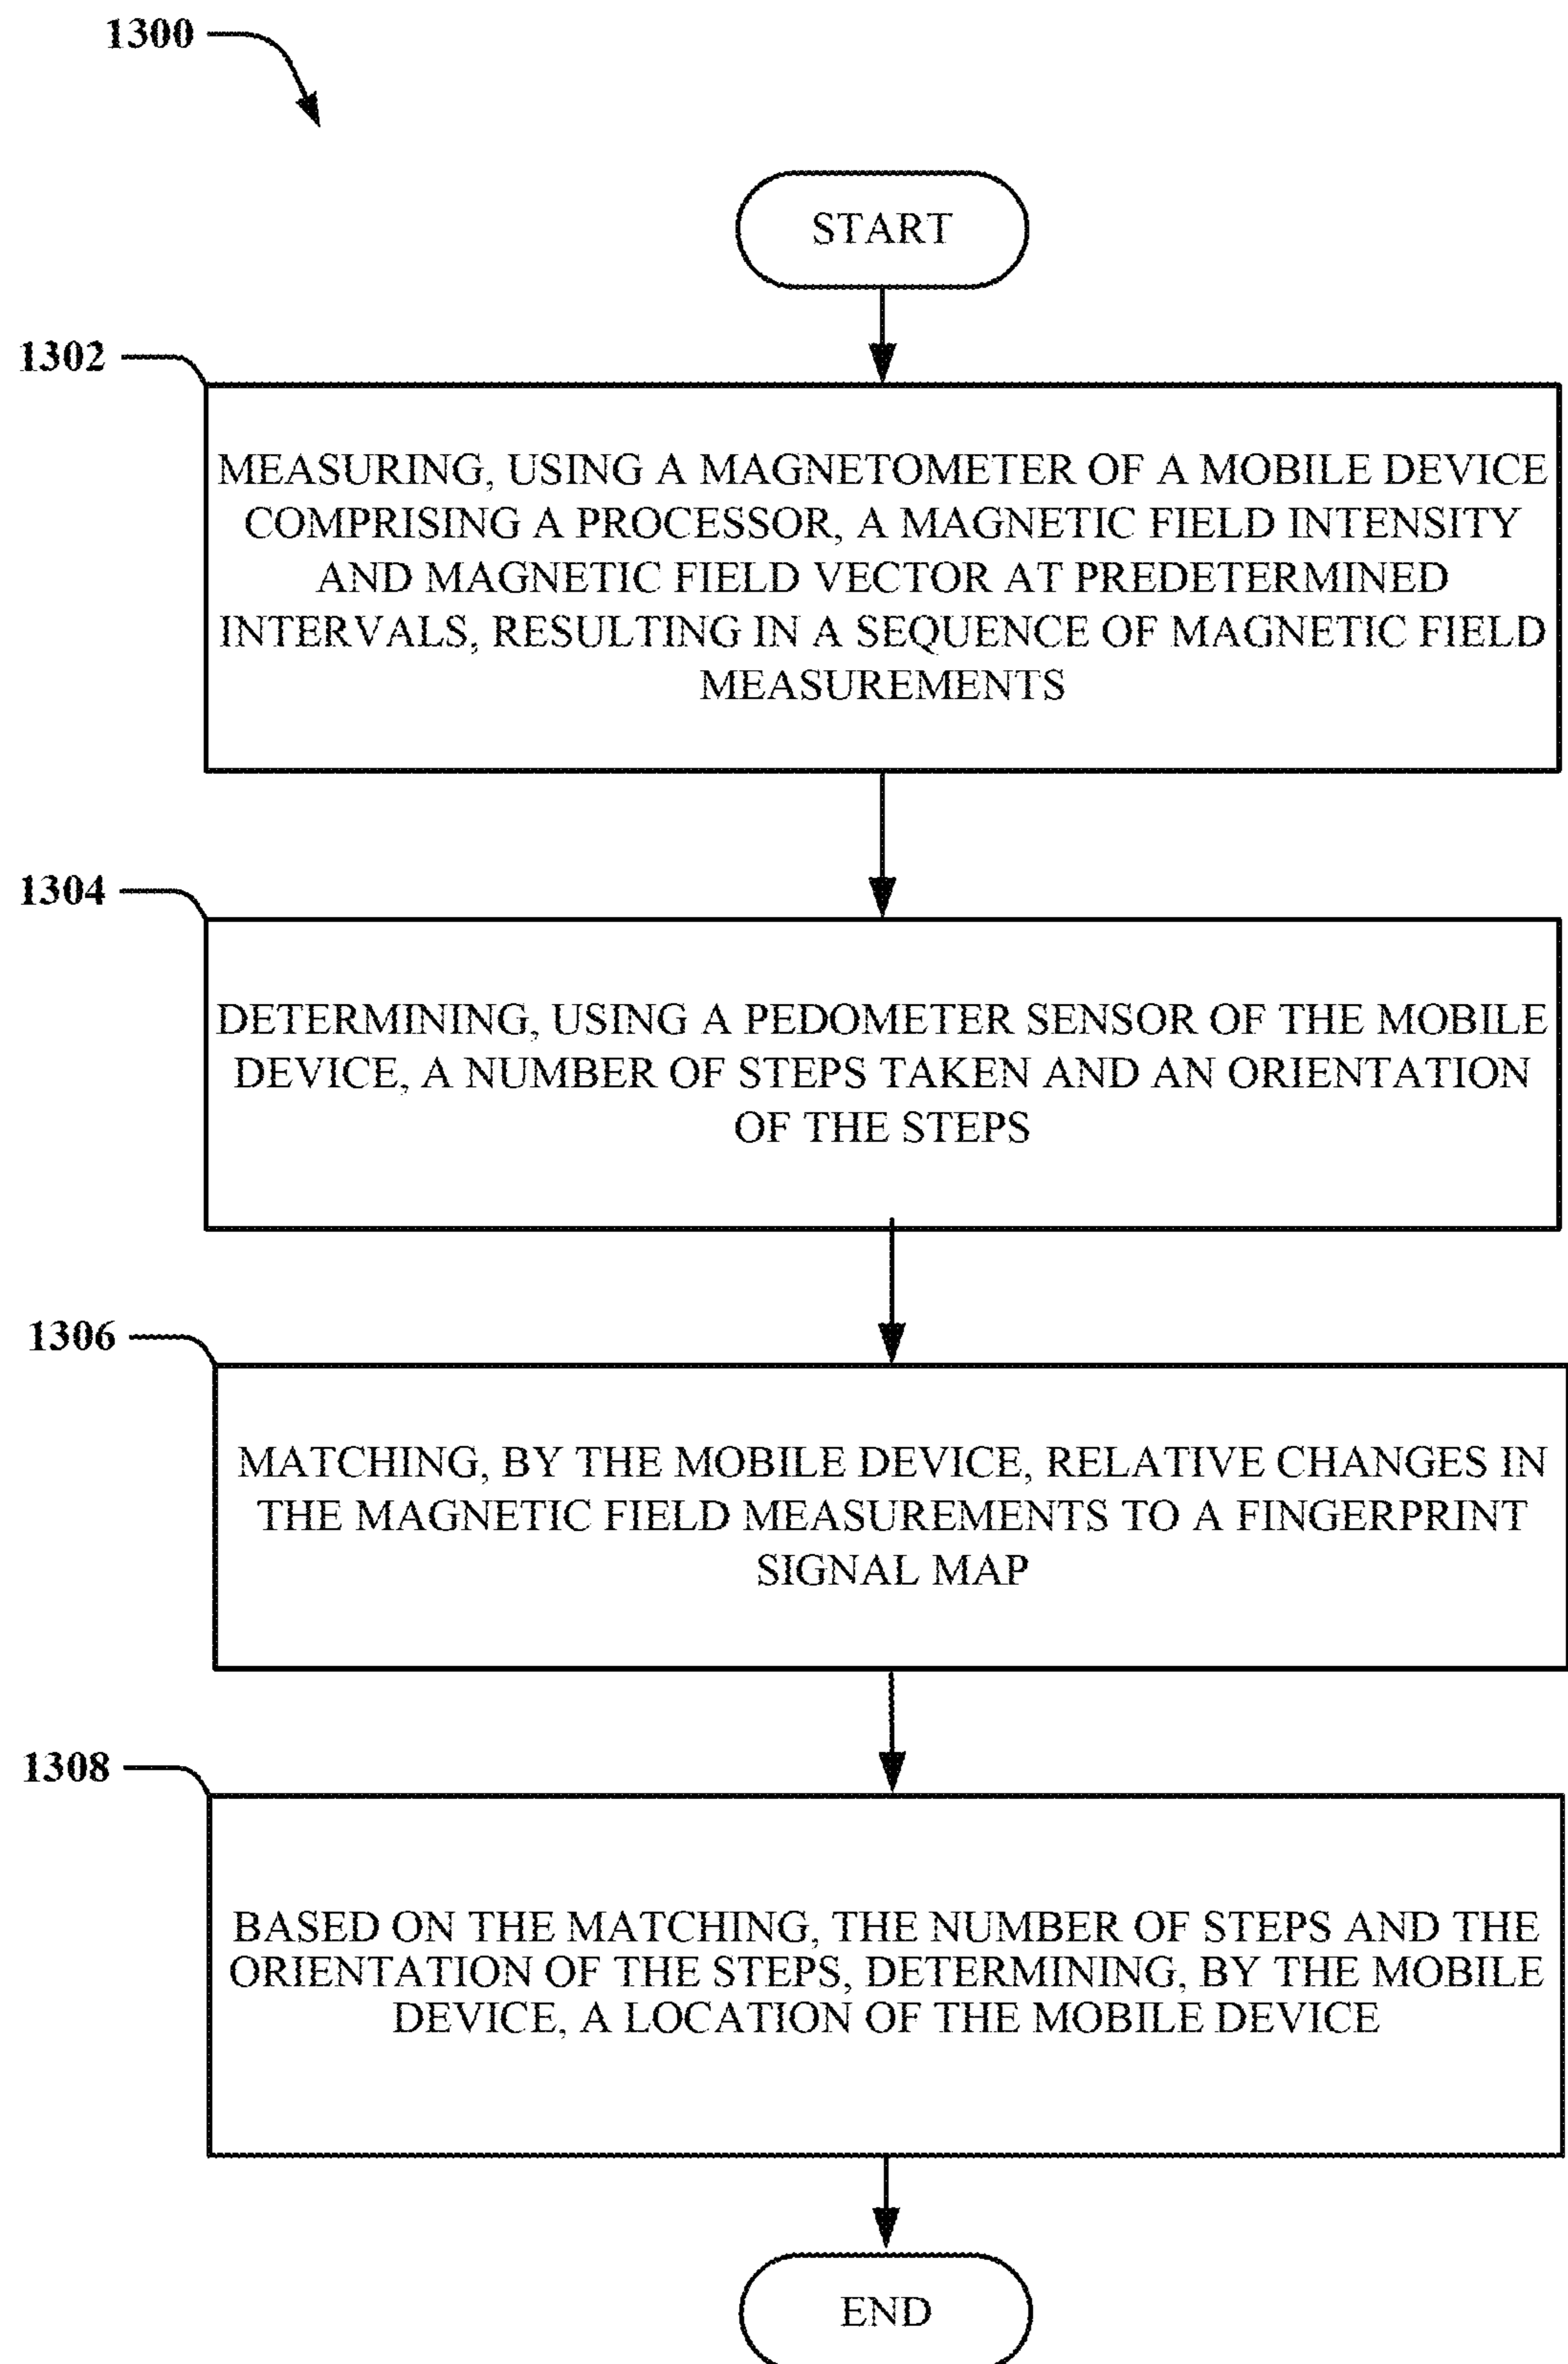 1300
START
1302
MEASURING, USING A MAGNETOMETER OF A MOBILE DEVICE
COMPRISING A PROCESSOR, A MAGNETIC FIELD INTENSITY
AND MAGNETIC FIELD VECTOR AT PREDETERMINED
INTERVALS, RESULTING IN A SEQUENCE OF MAGNETIC FIELD
MEASUREMENTS
1304
DETERMINING, USING A PEDOMETER SENSOR OF THE MOBILE
DEVICE, A NUMBER OF STEPS TAKEN AND AN ORIENTATION
OF THE STEPS
1306
MATCHING, BY THE MOBILE DEVICE, RELATIVE CHANGES IN
THE MAGNETIC FIELD MEASUREMENTS TO A FINGERPRINT
SIGNAL MAP
1308
BASED ON THE MATCHING, THE NUMBER OF STEPS AND THE
ORIENTATION OF THE STEPS, DETERMINING, BY THE MOBILE
DEVICE, A LOCATION OF THE MOBILE DEVICE
END